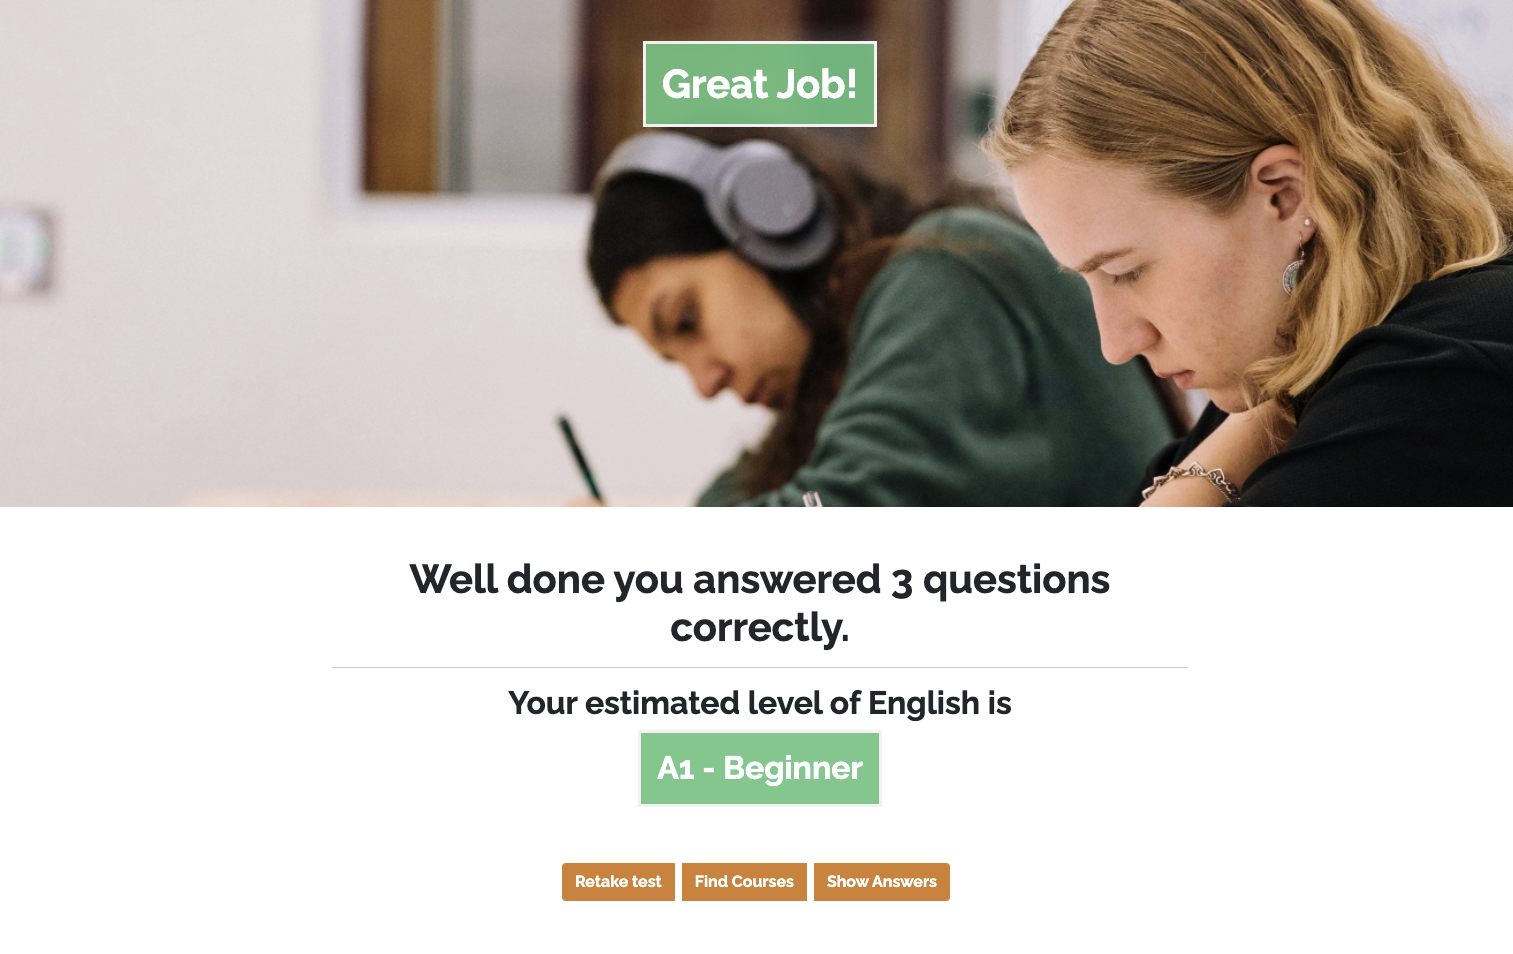 Great Job!
Well done you answered 3 questions
correctly.
Your estimated level of English is
A1 - Beginner
Retake test
Find Courses
Show Answers